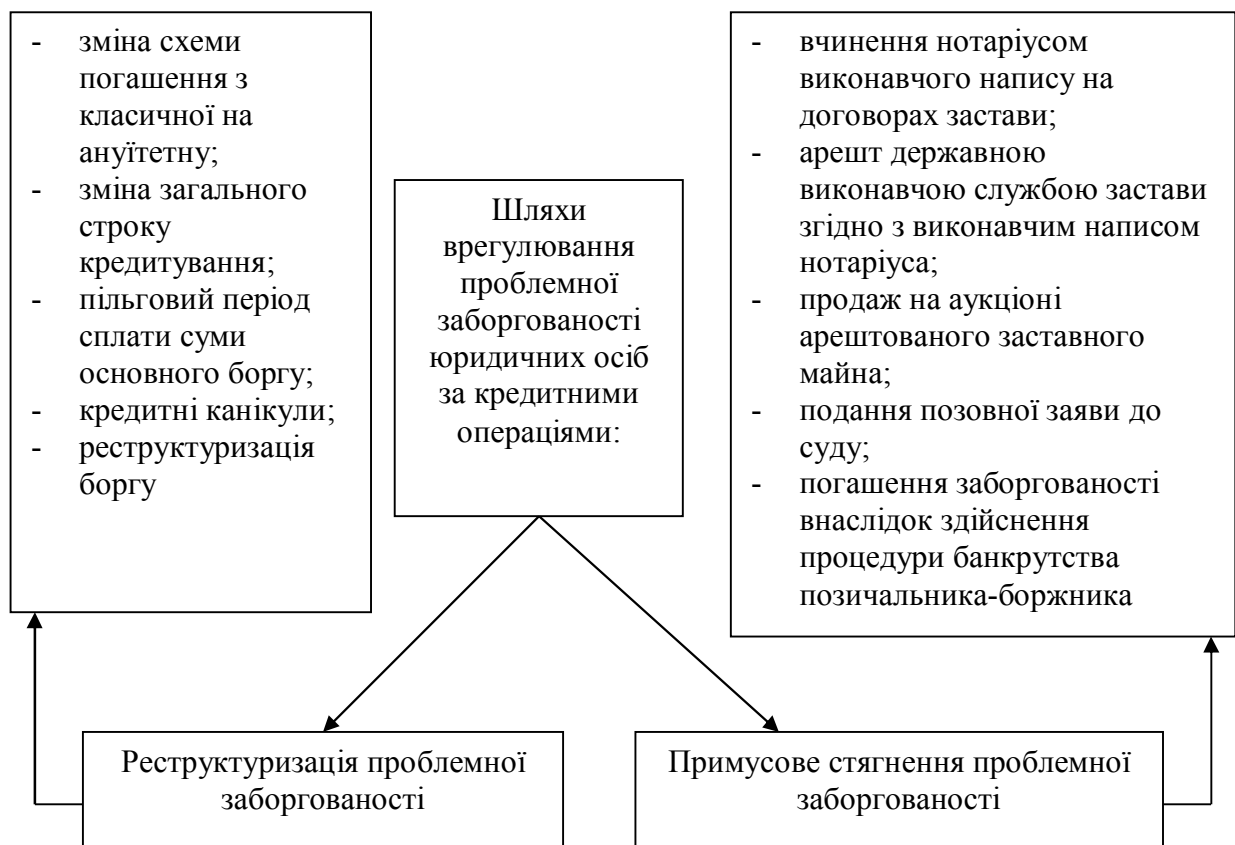 - зміна схеми
погашення з
класичної на
ануїтетну;
- зміна загального
строку
кредитування;
- пільговий період
сплати суми
основного боргу;
- кредитні канікули;
- реструктуризація
боргу
Шляхи
врегулювання
проблемної
заборгованості
юридичних осіб
за кредитними
операціями:
- вчинення нотаріусом
виконавчого напису на
договорах застави;
- арешт державною
виконавчою службою застави
згідно з виконавчим написом
нотаріуса;
- продаж на аукціоні
арештованого заставного
майна;
- подання позовної заяви до
суду;
- погашення заборгованості
внаслідок здійснення
процедури банкрутства
позичальника-боржника
Реструктуризація проблемної
заборгованості
Примусове стягнення проблемної
заборгованості